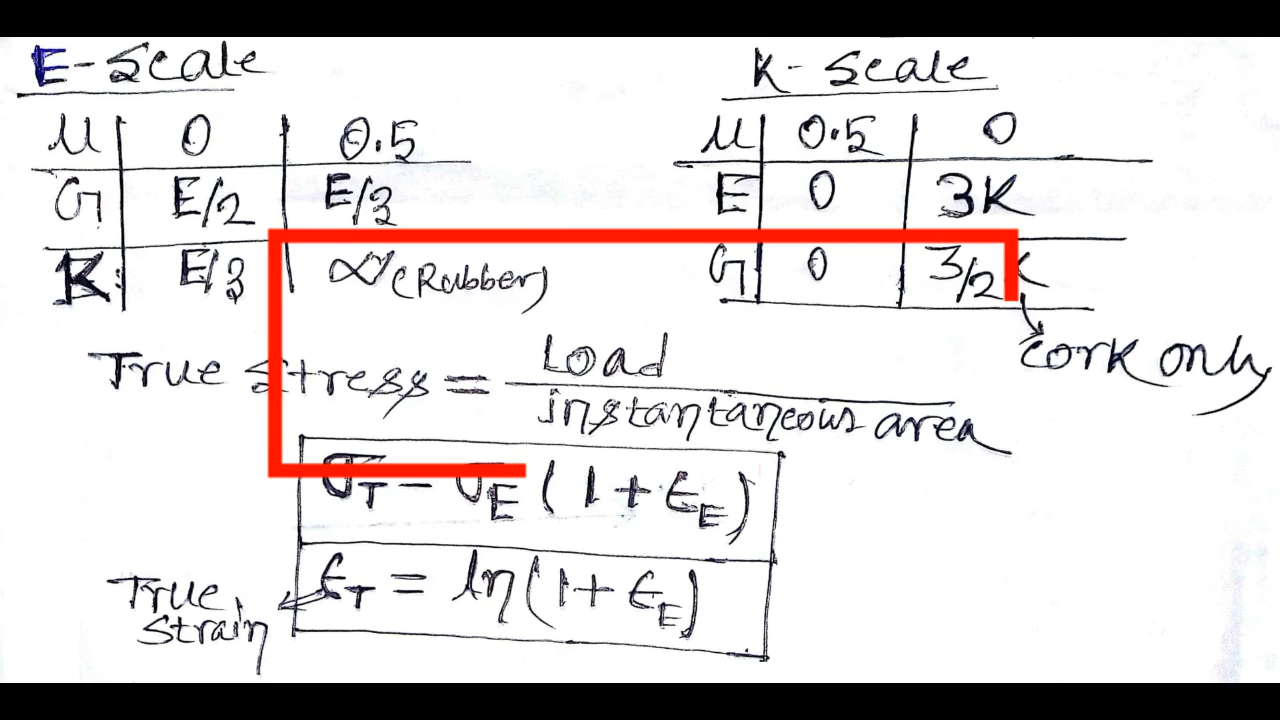 E-Scale
μ 0 0.5
G E/2 E/3
K: E/3 ∞ (Rubber)
K-Scale
μ 0.5 0
E 0 3K
G 0 3/2 K
cork only
True Stress = Load / instantaneous area
σT = σE (1 + ϵE)
ϵT = ln(1 + ϵE)
True
Strain